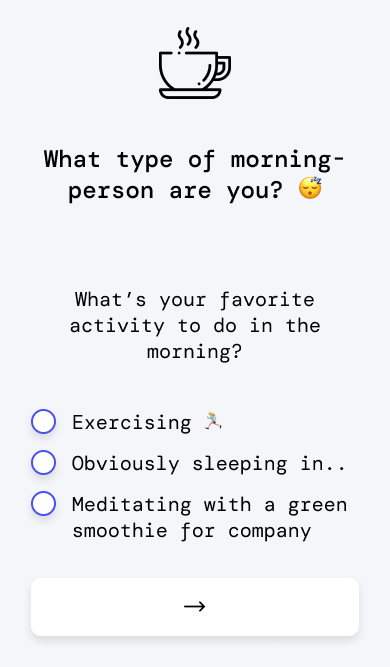 What type of morning-
person are you? 😴
What’s your favorite
activity to do in the
morning?
Exercising 🏃🏼‍♀️
Obviously sleeping in..
Meditating with a green
smoothie for company
→